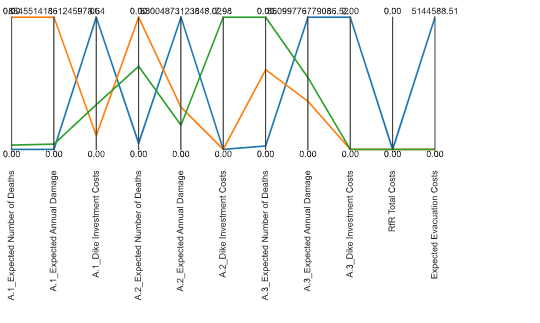 0.00
5144588.51
0.00 0.00 0.00 0.00 0.00 0.00 0.00 0.00 0.00 0.00 0.00
A.1_Expected Number of Deaths
A.1_Expected Annual Damage
A.1_Dike Investment Costs
A.2_Expected Number of Deaths
A.2_Expected Annual Damage
A.2_Dike Investment Costs
A.3_Expected Number of Deaths
A.3_Expected Annual Damage
A.3_Dike Investment Costs
RfR Total Costs
Expected Evacuation Costs